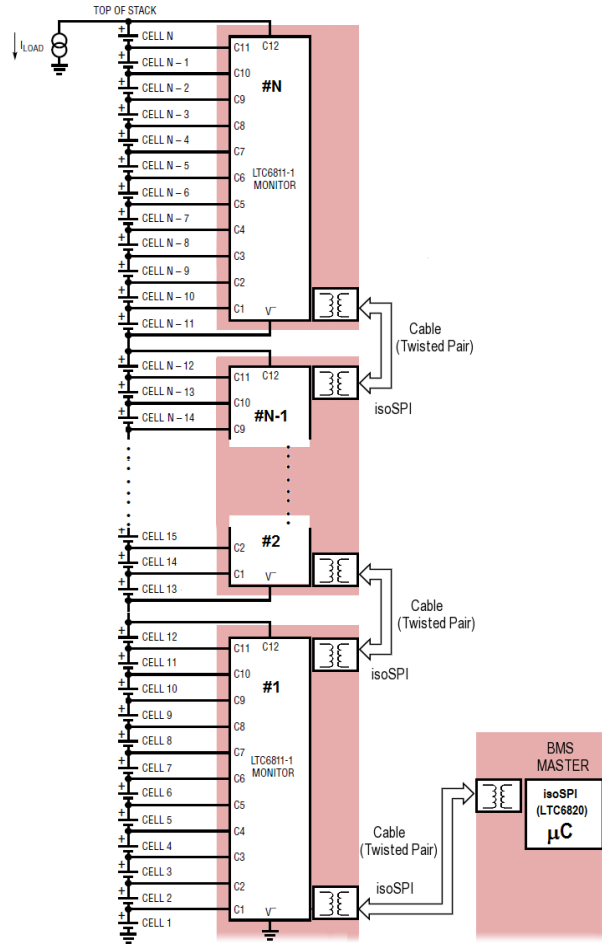 TOP OF STACK
I LOAD
CELL N
CELL N – 1
CELL N – 2
CELL N – 3
CELL N – 4
CELL N – 5
CELL N – 6
CELL N – 7
CELL N – 8
CELL N – 9
CELL N – 10
CELL N – 11
C12
C11
C10
C9
C8
C7
C6
C5
C4
C3
C2
C1
V–
#N
LTC6811-1
MONITOR
Cable
(Twisted Pair)
isoSPI
CELL N – 12
CELL N – 13
CELL N – 14
C12
C11
C10
C9
#N-1
CELL 15
CELL 14
CELL 13
C2
C1
V–
#2
Cable
(Twisted Pair)
isoSPI
CELL 12
CELL 11
CELL 10
CELL 9
CELL 8
CELL 7
CELL 6
CELL 5
CELL 4
CELL 3
CELL 2
CELL 1
C12
C11
C10
C9
C8
C7
C6
C5
C4
C3
C2
C1
V–
#1
LTC6811-1
MONITOR
Cable
(Twisted Pair)
isoSPI
BMS
MASTER
isoSPI
(LTC6820)
µC